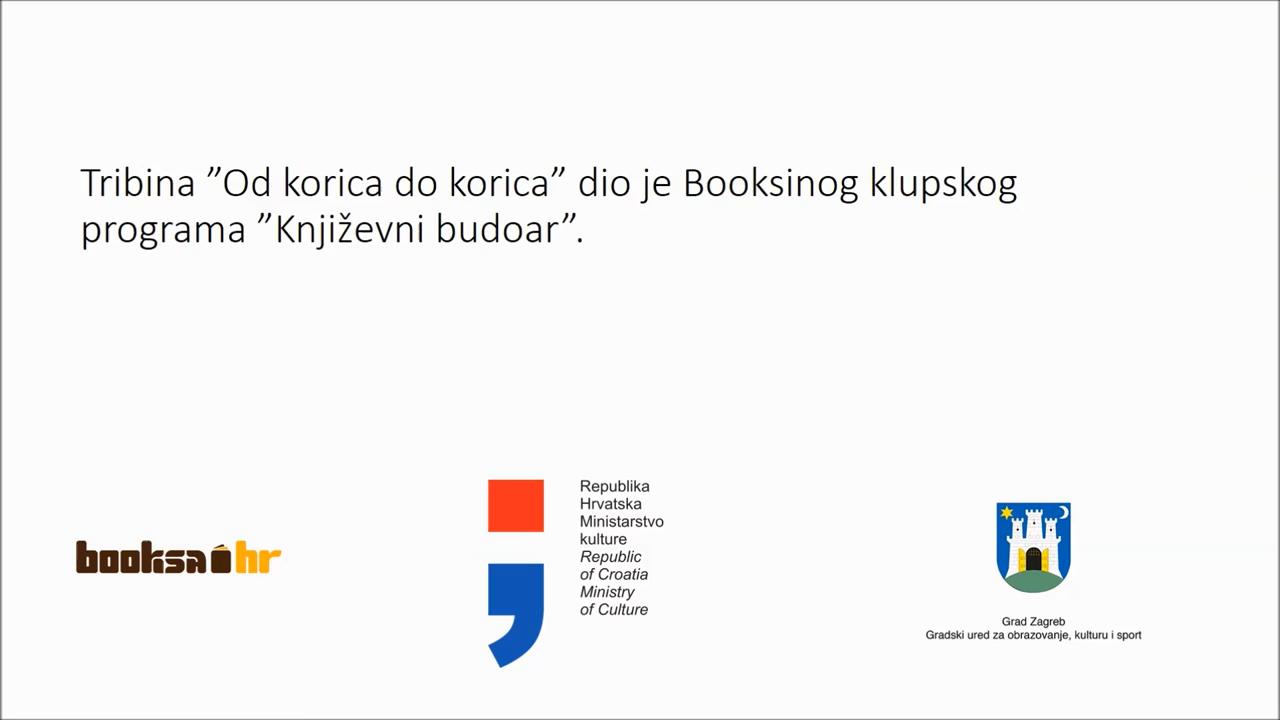 Tribina ”Od korica do korica” dio je Booksinog klupskog
programa ”Književni budoar”.
booksa hr
Republika
Hrvatska
Ministarstvo
kulture
Republic
of Croatia
Ministry
of Culture
Grad Zagreb
Gradski ured za obrazovanje, kulturu i sport